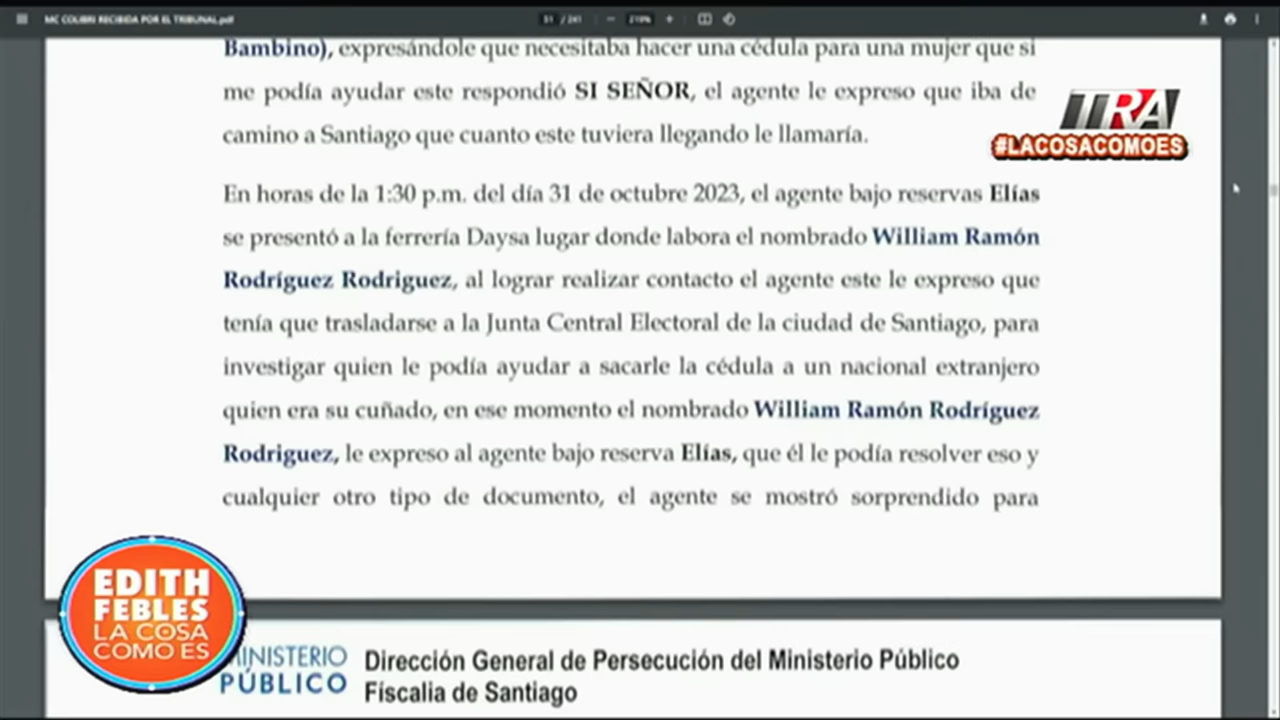 MC COLIBRI RECIBIDA POR EL TRIBUNAL.pdf
31 / 241
219%
Bambino), expresándole que necesitaba hacer una cédula para una mujer que si
me podía ayudar este respondió SI SEÑOR, el agente le expreso que iba de
camino a Santiago que cuanto este tuviera llegando le llamaría.
TRA
#LACOSACOMOES
En horas de la 1:30 p.m. del día 31 de octubre 2023, el agente bajo reservas Elías
se presentó a la ferrería Daysa lugar donde labora el nombrado William Ramón
Rodríguez Rodriguez, al lograr realizar contacto el agente este le expreso que
tenía que trasladarse a la Junta Central Electoral de la ciudad de Santiago, para
investigar quien le podía ayudar a sacarle la cédula a un nacional extranjero
quien era su cuñado, en ese momento el nombrado William Ramón Rodríguez
Rodriguez, le expreso al agente bajo reserva Elías, que él le podía resolver eso y
cualquier otro tipo de documento, el agente se mostró sorprendido para
EDITH
FEBLES
LA COSA
COMO ES
MINISTERIO
PÚBLICO
Dirección General de Persecución del Ministerio Público
Físcalia de Santiago